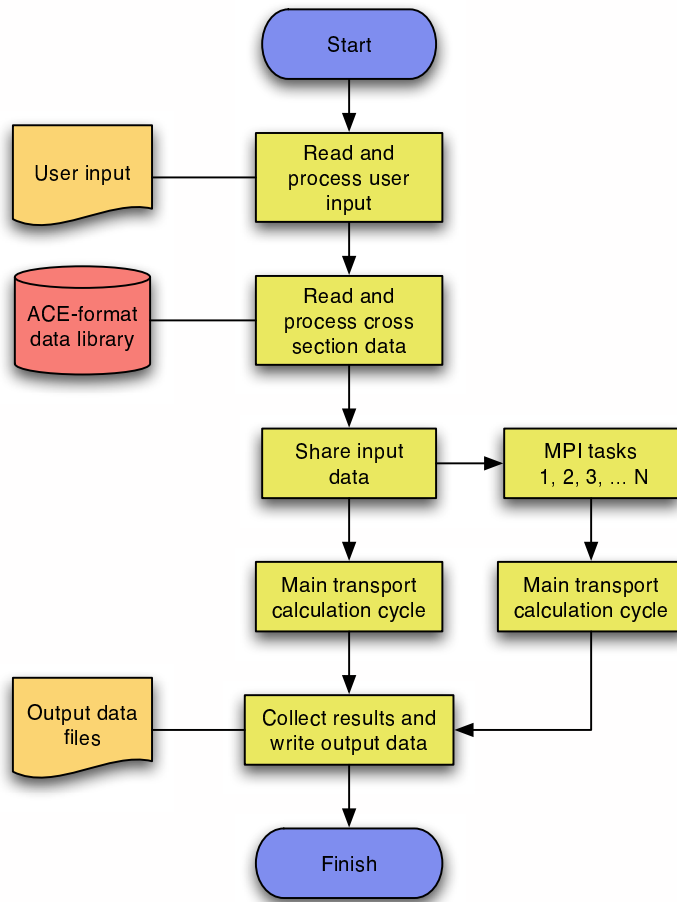 Start
User input
Read and
process user
input
ACE-format
data library
Read and
process cross
section data
Share input
data
MPI tasks
1, 2, 3, ... N
Main transport
calculation cycle
Main transport
calculation cycle
Output data
files
Collect results and
write output data
Finish